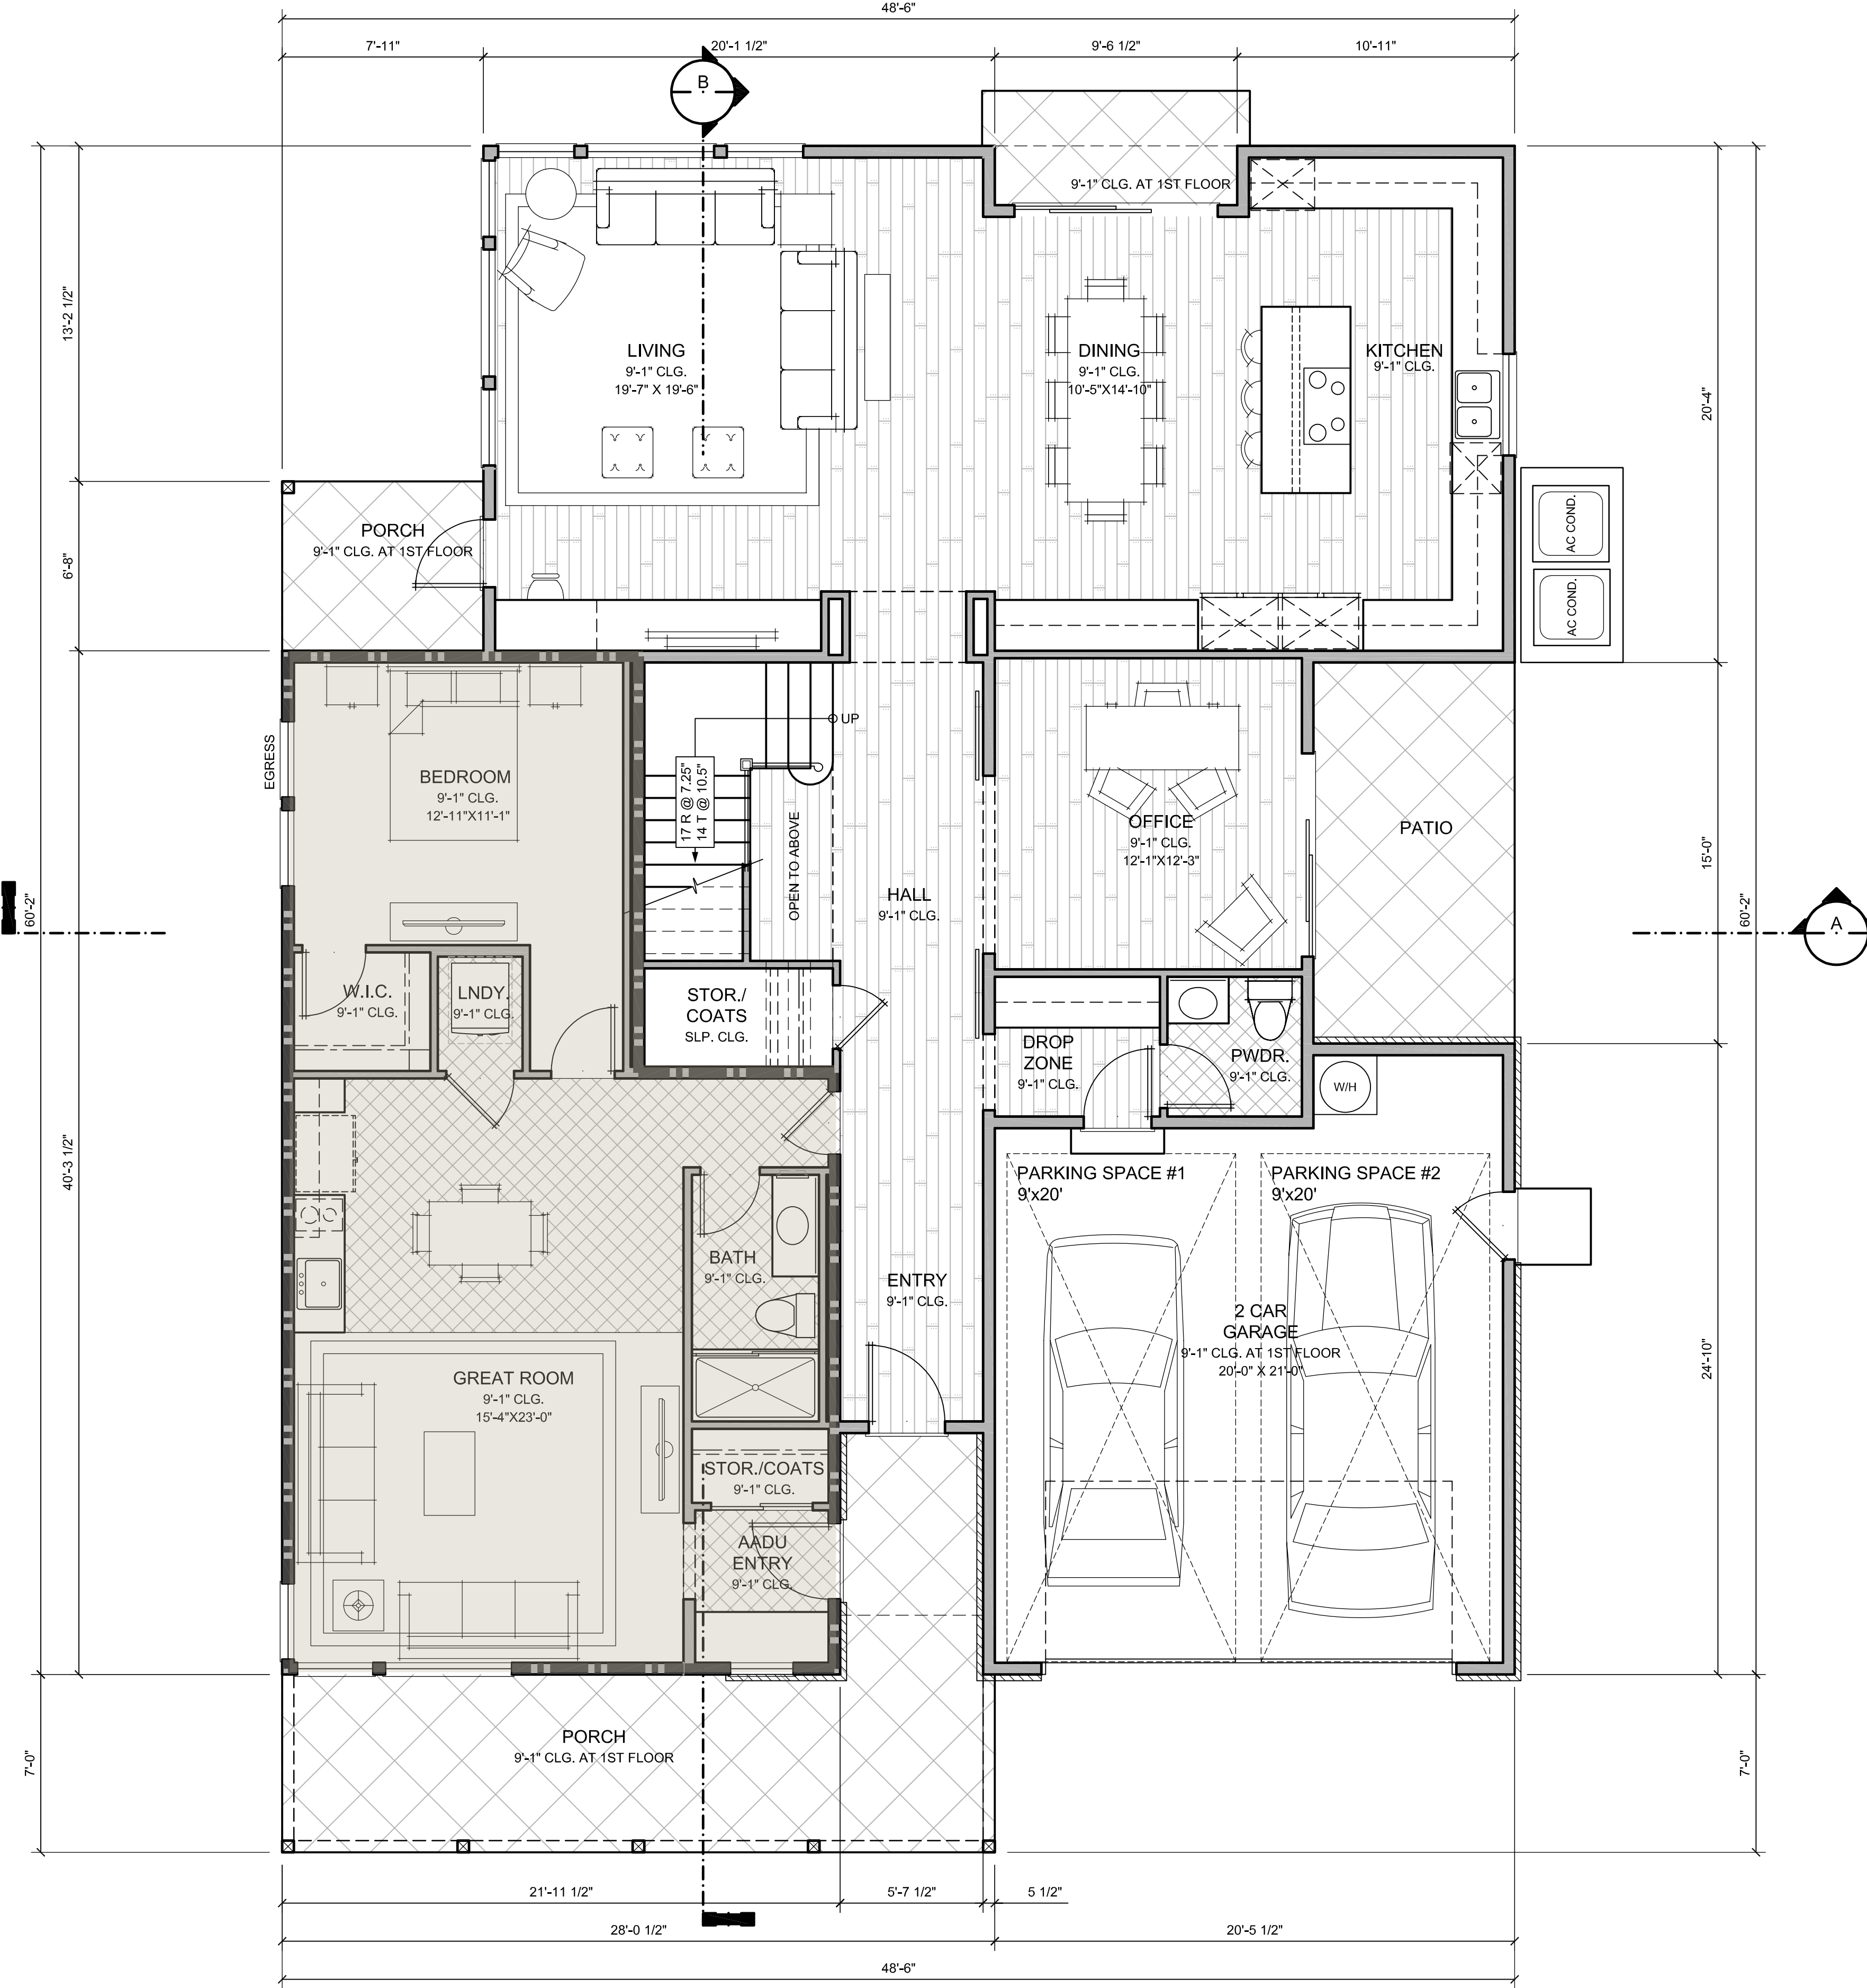 48'-6"
7'-11"
20'-1 1/2"
9'-6 1/2"
10'-11"
B
9'-1" CLG. AT 1ST FLOOR
LIVING
9'-1" CLG.
19'-7" X 19'-6"
DINING
9'-1" CLG.
10'-5"X14'-10"
KITCHEN
9'-1" CLG.
13'-2 1/2"
20'-4"
AC COND.
AC COND.
PORCH
9'-1" CLG. AT 1ST FLOOR
6'-8"
UP
17 R @ 7.25"
14 T @ 10.5"
OPEN TO ABOVE
EGRESS
BEDROOM
9'-1" CLG.
12'-11"X11'-1"
OFFICE
9'-1" CLG.
12'-1"X12'-3"
PATIO
15'-0"
HALL
9'-1" CLG.
60'-2"
60'-2"
A
W.I.C.
9'-1" CLG.
LNDY.
9'-1" CLG.
STOR./
COATS
SLP. CLG.
DROP
ZONE
9'-1" CLG.
PWDR.
9'-1" CLG.
W/H
40'-3 1/2"
PARKING SPACE #1
9'x20'
PARKING SPACE #2
9'x20'
BATH
9'-1" CLG.
ENTRY
9'-1" CLG.
2 CAR
GARAGE
9'-1" CLG. AT 1ST FLOOR
20'-0" X 21'-0"
24'-10"
GREAT ROOM
9'-1" CLG.
15'-4"X23'-0"
STOR./COATS
9'-1" CLG.
AADU
ENTRY
9'-1" CLG.
PORCH
9'-1" CLG. AT 1ST FLOOR
7'-0"
7'-0"
21'-11 1/2"
5'-7 1/2"
5 1/2"
28'-0 1/2"
20'-5 1/2"
48'-6"